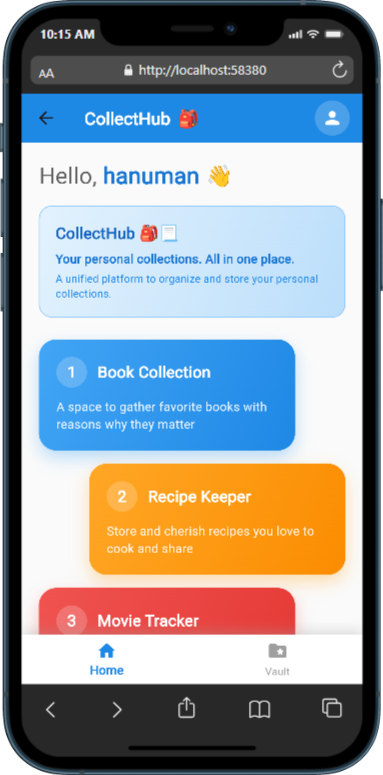 10:15 AM
AA
http://localhost:58380
CollectHub 🎒
Hello, hanuman 👋
CollectHub 🎒📃
Your personal collections. All in one place.
A unified platform to organize and store your personal
collections.
1 Book Collection
A space to gather favorite books with
reasons why they matter
2 Recipe Keeper
Store and cherish recipes you love to
cook and share
3 Movie Tracker
Home
Vault